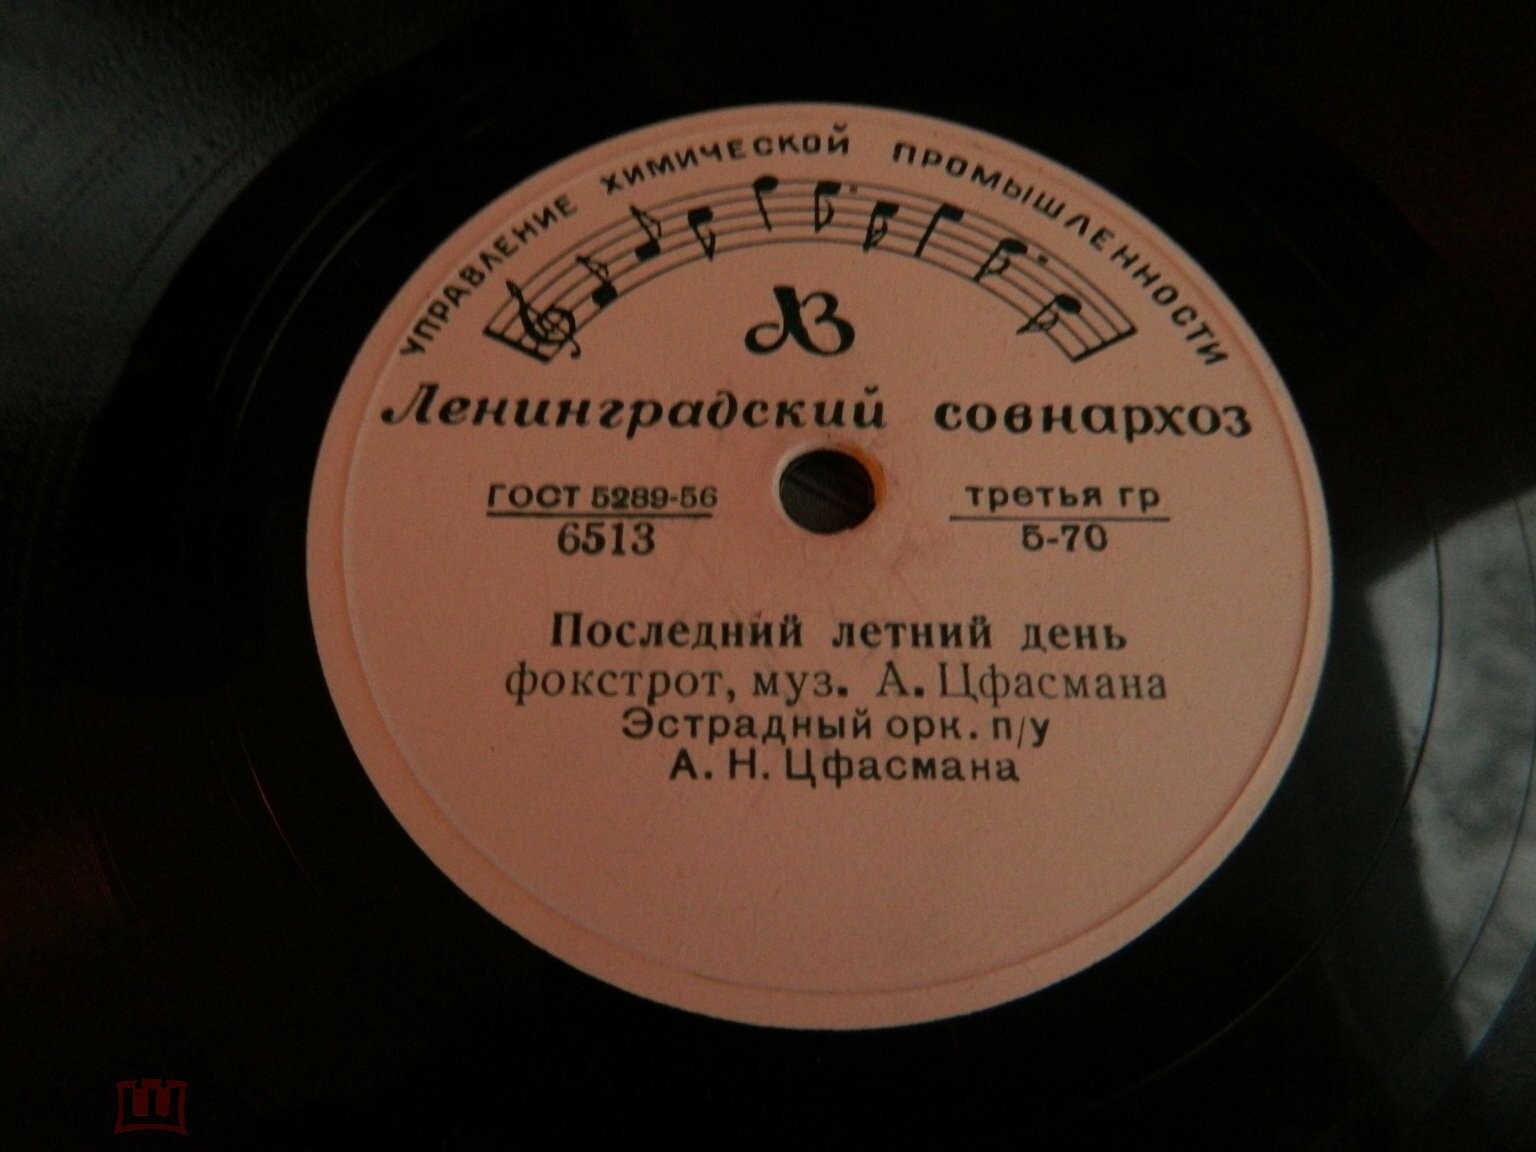 УПРАВЛЕНИЕ ХИМИЧЕСКОЙ ПРОМЫШЛЕННОСТИ
ЛЗ
Ленинградский совнархоз
ГОСТ 5289-56
6513
третья гр
5-70
Последний летний день
фокстрот, муз. А. Цфасмана
Эстрадный орк. п/у
А. Н. Цфасмана